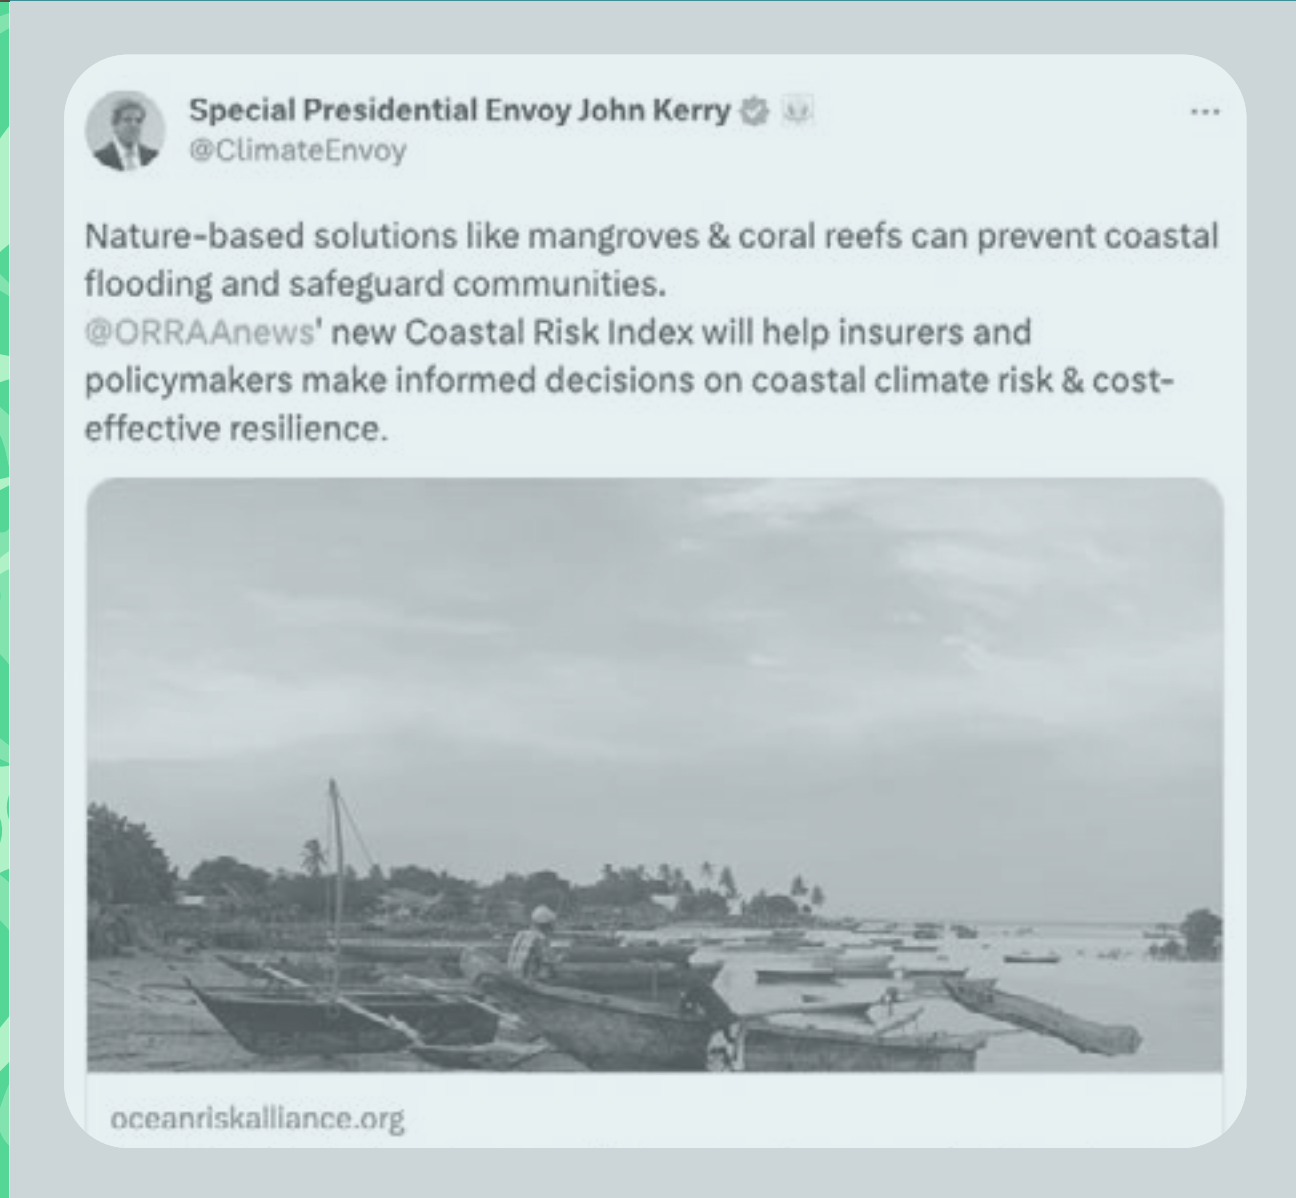 Special Presidential Envoy John Kerry
@ClimateEnvoy
Nature-based solutions like mangroves & coral reefs can prevent coastal
flooding and safeguard communities.
@ORRAAnews' new Coastal Risk Index will help insurers and
policymakers make informed decisions on coastal climate risk & cost-
effective resilience.
oceanriskalliance.org